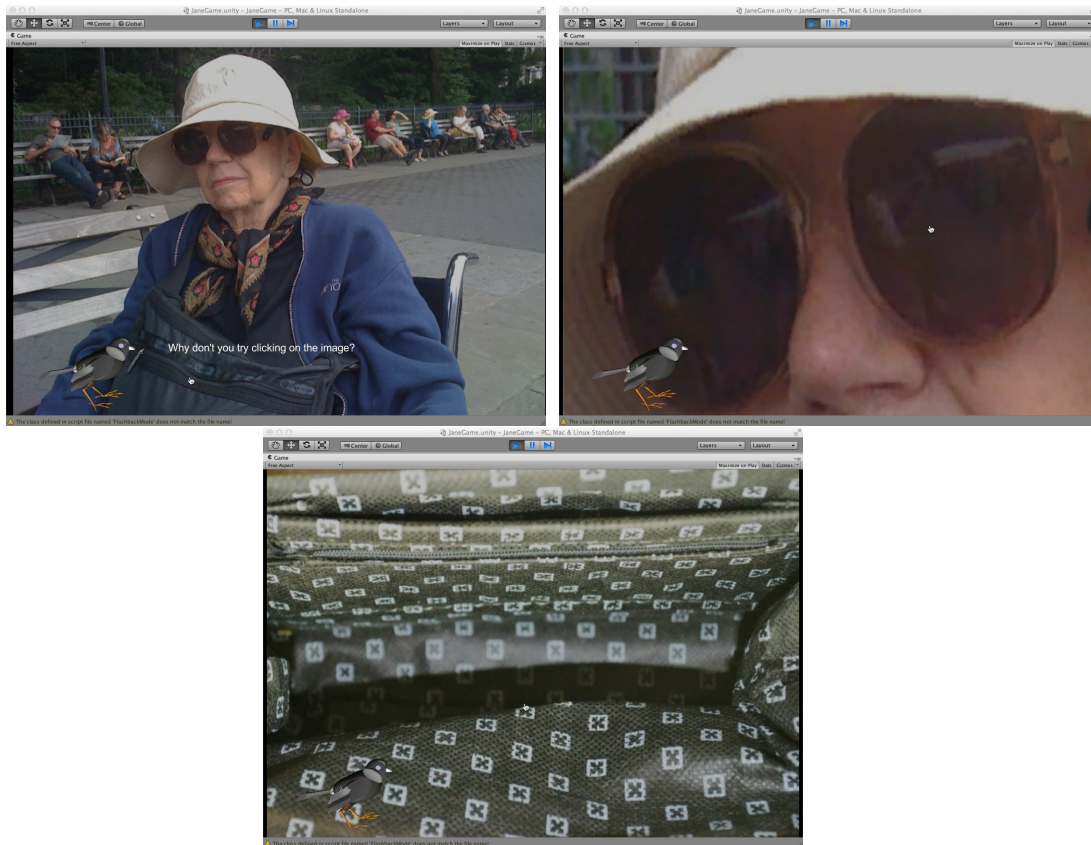 JaneGame.unity - JaneGame - PC, Mac & Linux Standalone
Center Global Layers Layout
Game
Free Aspect Maximize on Play Stats Gizmos
Why don't you try clicking on the image?
The class defined in script file named 'FlashbackMode' does not match the file name!
JaneGame.unity - JaneGame - PC, Mac & Linux Standalone
Center Global Layers Layout
Game
Free Aspect Maximize on Play Stats Gizmos
The class defined in script file named 'FlashbackMode' does not match the file name!
JaneGame.unity - JaneGame - PC, Mac & Linux Standalone
Center Global Layers Layout
Game
Free Aspect Maximize on Play Stats Gizmos
The class defined in script file named 'FlashbackMode' does not match the file name!